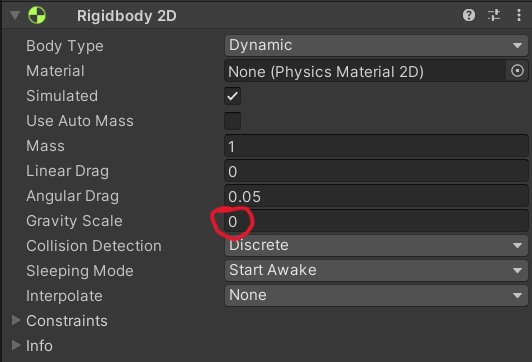 Rigidbody 2D
Body Type Dynamic
Material None (Physics Material 2D)
Simulated
Use Auto Mass
Mass 1
Linear Drag 0
Angular Drag 0.05
Gravity Scale 0
Collision Detection Discrete
Sleeping Mode Start Awake
Interpolate None
Constraints
Info